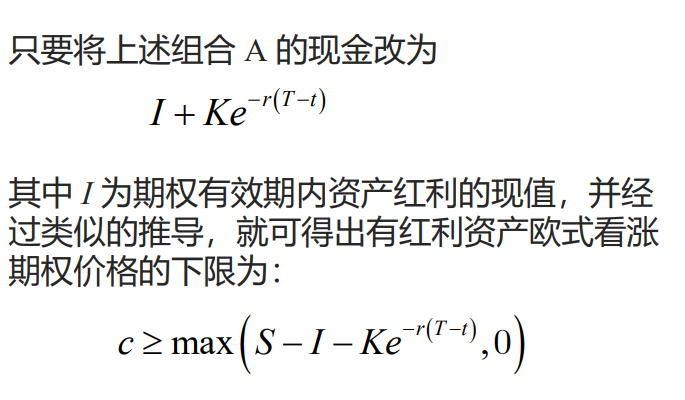 只要将上述组合 A 的现金改为
I + Ke^{-r(T-t)}
其中 I 为期权有效期内资产红利的现值，并经
过类似的推导，就可得出有红利资产欧式看涨
期权价格的下限为：
c ≥ max(S − I − Ke^{-r(T-t)}, 0)